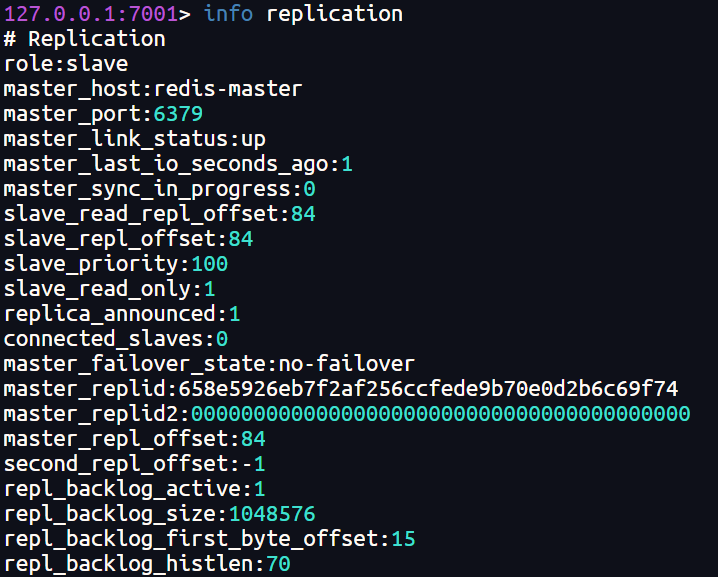 127.0.0.1:7001> info replication
# Replication
role:slave
master_host:redis-master
master_port:6379
master_link_status:up
master_last_io_seconds_ago:1
master_sync_in_progress:0
slave_read_repl_offset:84
slave_repl_offset:84
slave_priority:100
slave_read_only:1
replica_announced:1
connected_slaves:0
master_failover_state:no-failover
master_replid:658e5926eb7f2af256ccfede9b70e0d2b6c69f74
master_replid2:0000000000000000000000000000000000000000
master_repl_offset:84
second_repl_offset:-1
repl_backlog_active:1
repl_backlog_size:1048576
repl_backlog_first_byte_offset:15
repl_backlog_histlen:70